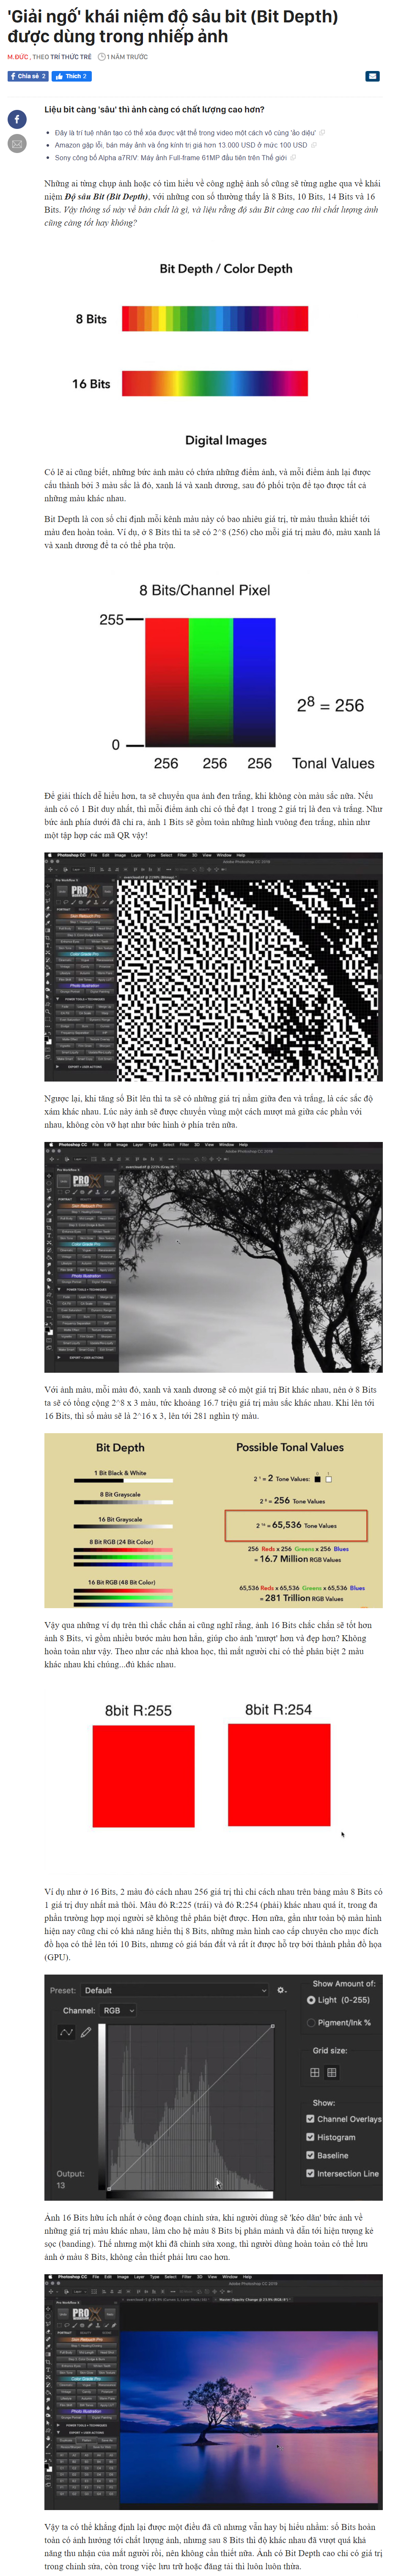 'Giải ngố' khái niệm độ sâu bit (Bit Depth)
được dùng trong nhiếp ảnh
M.ĐỨC , THEO TRÍ THỨC TRẺ 1 NĂM TRƯỚC
Chia sẻ 2 Thích 2
Liệu bit càng 'sâu' thì ảnh càng có chất lượng cao hơn?
Đây là trí tuệ nhân tạo có thể xóa được vật thể trong video một cách vô cùng 'ảo diệu'
Amazon gặp lỗi, bán máy ảnh và ống kính trị giá hơn 13.000 USD ở mức 100 USD
Sony công bố Alpha a7RIV: Máy ảnh Full-frame 61MP đầu tiên trên Thế giới
Những ai từng chụp ảnh hoặc có tìm hiểu về công nghệ ảnh số cũng sẽ từng nghe qua về khái
niệm Độ sâu Bit (Bit Depth), với những con số thường thấy là 8 Bits, 10 Bits, 14 Bits và 16
Bits. Vậy thông số này về bản chất là gì, và liệu rằng độ sâu Bit càng cao thì chất lượng ảnh
cũng càng tốt hay không?
Bit Depth / Color Depth
8 Bits
16 Bits
Digital Images
Có lẽ ai cũng biết, những bức ảnh màu có chứa những điểm ảnh, và mỗi điểm ảnh lại được
cấu thành bởi 3 màu sắc là đỏ, xanh lá và xanh dương, sau đó phối trộn để tạo được tất cả
những màu khác nhau.
Bit Depth là con số chỉ định mỗi kênh màu này có bao nhiêu giá trị, từ màu thuần khiết tới
màu đen hoàn toàn. Ví dụ, ở 8 Bits thì ta sẽ có 2^8 (256) cho mỗi giá trị màu đỏ, màu xanh lá
và xanh dương để ta có thể pha trộn.
8 Bits/Channel Pixel
255
2⁸ = 256
0
256 256 256 Tonal Values
Để giải thích dễ hiểu hơn, ta sẽ chuyển qua ảnh đen trắng, khi không còn màu sắc nữa. Nếu
ảnh có có 1 Bit duy nhất, thì mỗi điểm ảnh chỉ có thể đạt 1 trong 2 giá trị là đen và trắng. Như
bức ảnh phía dưới đã chỉ ra, ảnh 1 Bits sẽ gồm toàn những hình vuông đen trắng, nhìn như
một tập hợp các mã QR vậy!
Photoshop CC File Edit Image Layer Type Select Filter 3D View Window Help
Ngược lại, khi tăng số Bit lên thì ta sẽ có những giá trị nằm giữa đen và trắng, là các sắc độ
xám khác nhau. Lúc này ảnh sẽ được chuyển vùng một cách mượt mà giữa các phần với
nhau, không còn vỡ hạt như bức hình ở phía trên nữa.
Photoshop CC File Edit Image Layer Type Select Filter 3D View Window Help
Với ảnh màu, mỗi màu đỏ, xanh và xanh dương sẽ có một giá trị Bit khác nhau, nên ở 8 Bits
ta sẽ có tổng cộng 2^8 x 3 màu, tức khoảng 16.7 triệu giá trị màu sắc khác nhau. Khi lên tới
16 Bits, thì số màu sẽ là 2^16 x 3, lên tới 281 nghìn tỷ màu.
Bit Depth Possible Tonal Values
1 Bit Black & White
2 ¹ = 2 Tone Values: 0 1
8 Bit Grayscale
2 ⁸ = 256 Tone Values
16 Bit Grayscale
2 ¹⁶ = 65,536 Tone Values
8 Bit RGB (24 Bit Color)
256 Reds x 256 Greens x 256 Blues
= 16.7 Million RGB Values
16 Bit RGB (48 Bit Color)
65,536 Reds x 65,536 Greens x 65,536 Blues
= 281 Trillion RGB Values
Vậy qua những ví dụ trên thì chắc chắn ai cũng nghĩ rằng, ảnh 16 Bits chắc chắn sẽ tốt hơn
ảnh 8 Bits, vì gồm nhiều bước màu hơn hẳn, giúp cho ảnh 'mượt' hơn và đẹp hơn? Không
hoàn toàn như vậy. Theo như các nhà khoa học, thì mắt người chỉ có thể phân biệt 2 màu
khác nhau khi chúng...đủ khác nhau.
8bit R:255 8bit R:254
Ví dụ như ở 16 Bits, 2 màu đỏ cách nhau 256 giá trị thì chỉ cách nhau trên bảng màu 8 Bits có
1 giá trị duy nhất mà thôi. Màu đỏ R:225 (trái) và đỏ R:254 (phải) khác nhau quá ít, trong đa
phần trường hợp mọi người sẽ không thể phân biệt được. Hơn nữa, gần như toàn bộ màn hình
hiện nay cũng chỉ có khả năng hiển thị 8 Bits, những màn hình cao cấp chuyên cho mục đích
đồ họa có thể lên tới 10 Bits, nhưng có giá bán đắt và rất ít được hỗ trợ bởi thành phần đồ họa
(GPU).
Preset: Default
Channel: RGB
Output:
13
Show Amount of:
Light (0-255)
Pigment/Ink %
Grid size:
Show:
Channel Overlays
Histogram
Baseline
Intersection Line
Ảnh 16 Bits hữu ích nhất ở công đoạn chỉnh sửa, khi người dùng sẽ 'kéo dãn' bức ảnh về
những giá trị màu khác nhau, làm cho hệ màu 8 Bits bị phân mảnh và dẫn tới hiện tượng kẻ
sọc (banding). Thế nhưng một khi đã chỉnh sửa xong, thì người dùng hoàn toàn có thể lưu
ảnh ở màu 8 Bits, không cần thiết phải lưu cao hơn.
Photoshop CC File Edit Image Layer Type Select Filter 3D View Window Help
Vậy ta có thể khẳng định lại được một điều đã cũ nhưng vẫn hay bị hiểu nhầm: số Bits hoàn
toàn có ảnh hưởng tới chất lượng ảnh, nhưng sau 8 Bits thì độ khác nhau đã vượt quá khả
năng thu nhận của mắt người rồi, nên không cần thiết nữa. Ảnh có Bit Depth cao chỉ có giá trị
trong chỉnh sửa, còn trong việc lưu trữ hoặc đăng tải thì luôn luôn thừa.